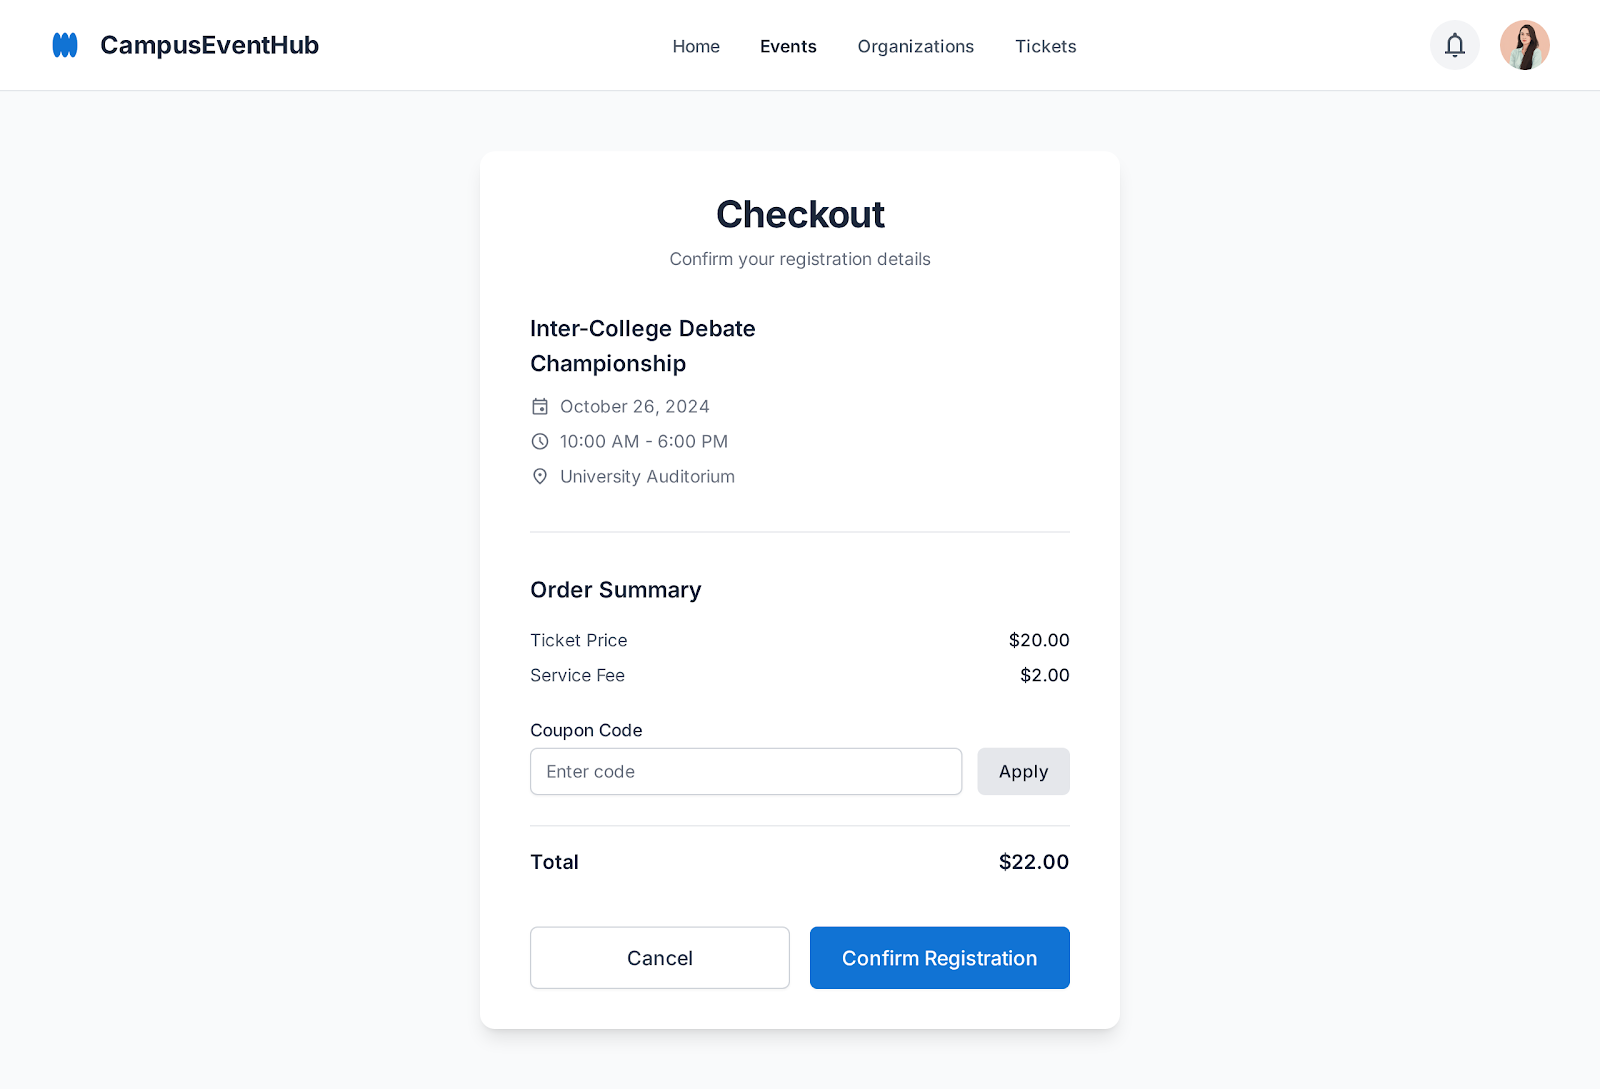 CampusEventHub
Home
Events
Organizations
Tickets
Checkout
Confirm your registration details
Inter-College Debate
Championship
October 26, 2024
10:00 AM - 6:00 PM
University Auditorium
Order Summary
Ticket Price $20.00
Service Fee $2.00
Coupon Code
Enter code
Apply
Total $22.00
Cancel
Confirm Registration